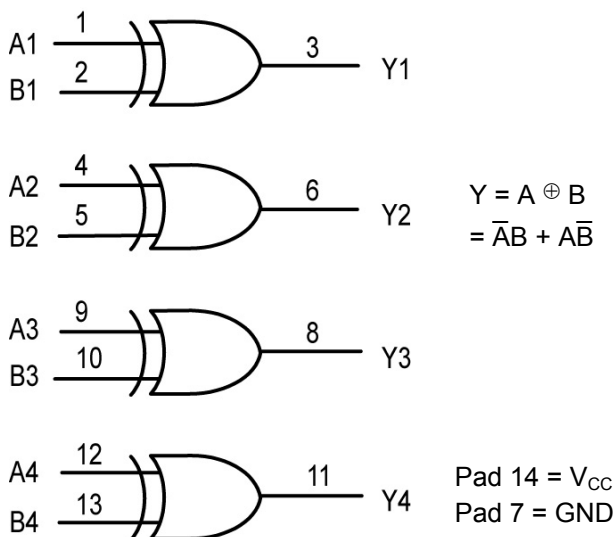 1
A1
3
Y1
2
B1
4
A2
6
Y2
5
B2
Y = A ⊕ B
= A̅B + AB̅
9
A3
8
Y3
10
B3
12
A4
11
Y4
13
B4
Pad 14 = VCC
Pad 7 = GND